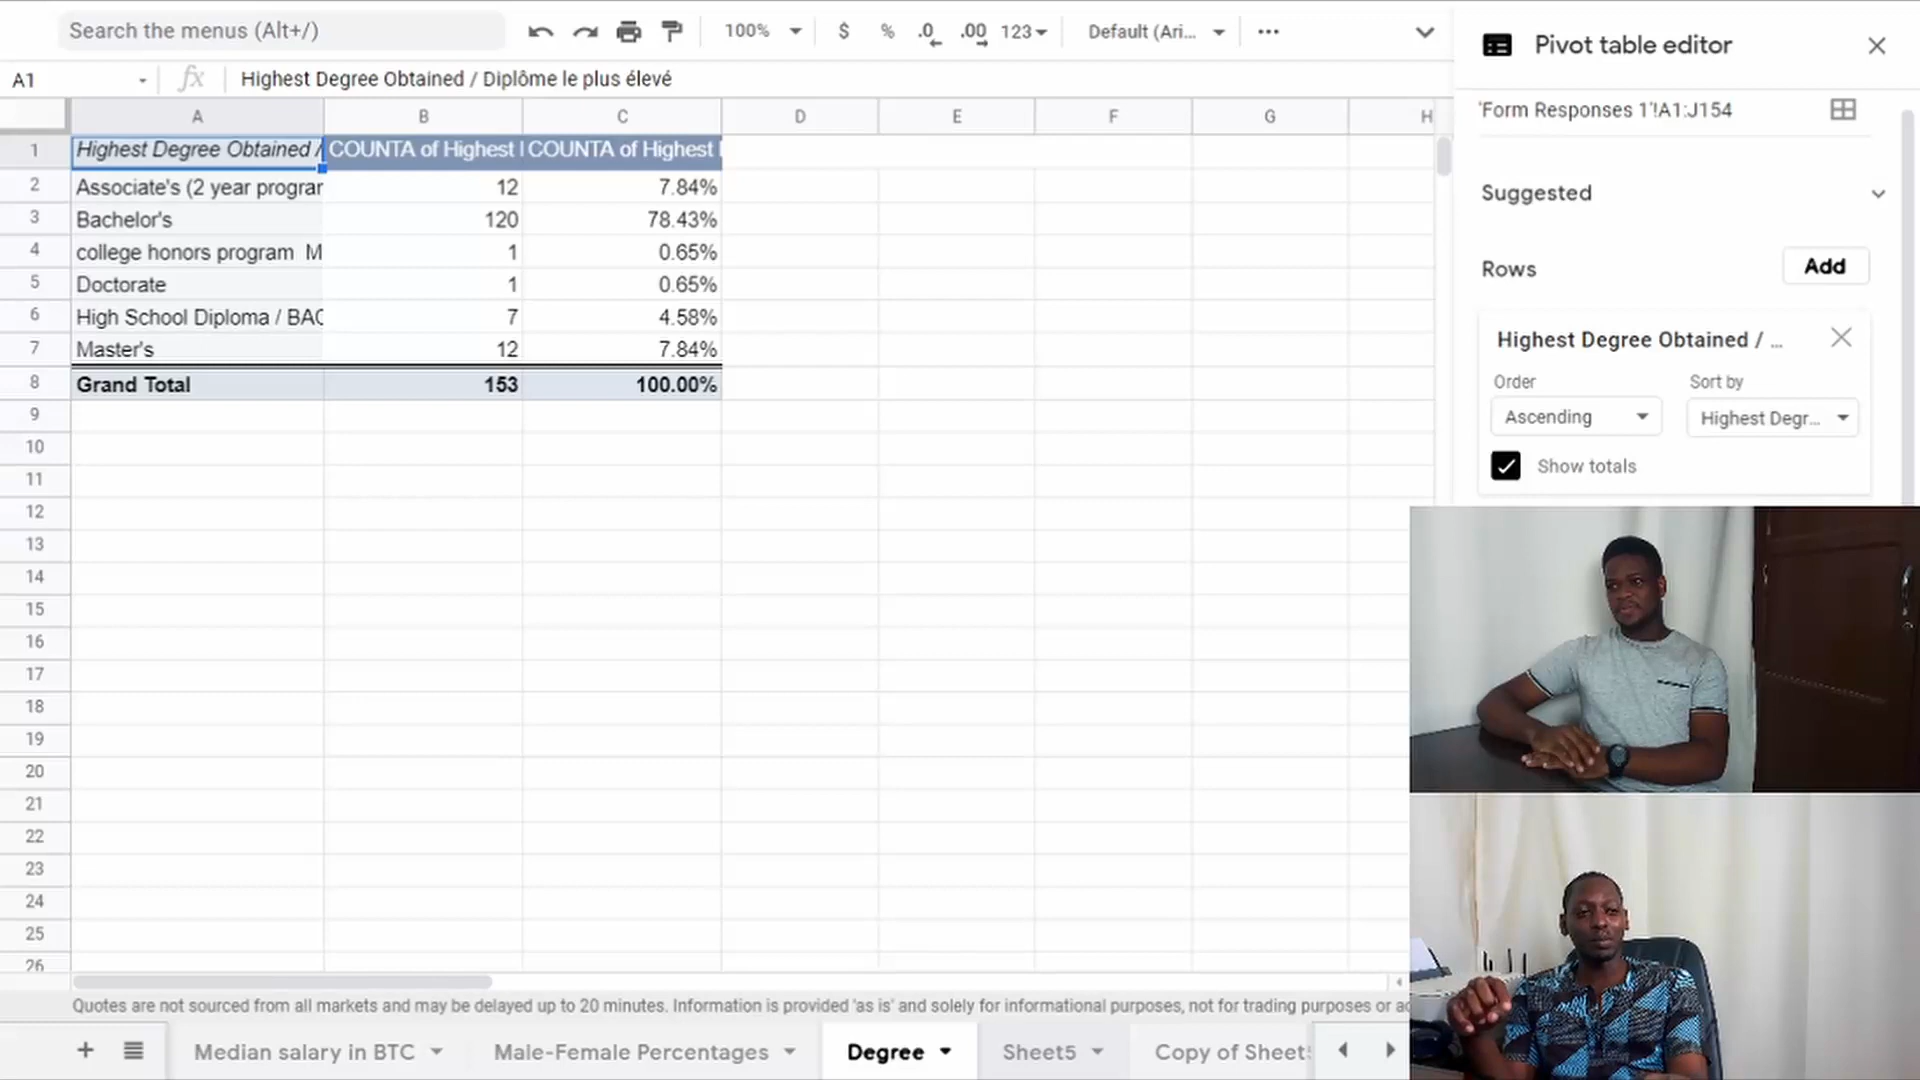 Search the menus (Alt+/)
100%
$ % .0 .00 123
Default (Ari...
Pivot table editor
A1
fx
Highest Degree Obtained / Diplôme le plus élevé
'Form Responses 1'!A1:J154
A B C D E F G H
1 Highest Degree Obtained / COUNTA of Highest COUNTA of Highest
2 Associate's (2 year program 12 7.84%
3 Bachelor's 120 78.43%
4 college honors program M 1 0.65%
5 Doctorate 1 0.65%
6 High School Diploma / BAC 7 4.58%
7 Master's 12 7.84%
8 Grand Total 153 100.00%
9
10
11
12
13
14
15
16
17
18
19
20
21
22
23
24
25
26
Suggested
Rows
Add
Highest Degree Obtained / ...
Order
Sort by
Ascending
Highest Degr...
Show totals
Quotes are not sourced from all markets and may be delayed up to 20 minutes. Information is provided 'as is' and solely for informational purposes, not for trading purposes or
Median salary in BTC
Male-Female Percentages
Degree
Sheet5
Copy of Sheet